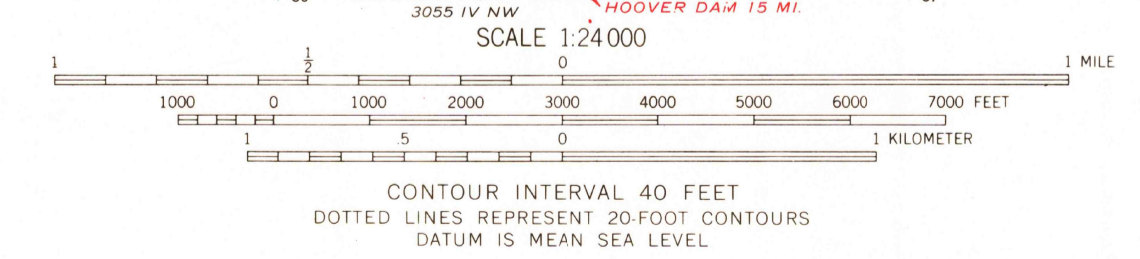 3055 IV NW
HOOVER DAM 15 MI.
SCALE 1:24000
1 1/2 0 1 MILE
1000 0 1000 2000 3000 4000 5000 6000 7000 FEET
1 .5 0 1 KILOMETER
CONTOUR INTERVAL 40 FEET
DOTTED LINES REPRESENT 20-FOOT CONTOURS
DATUM IS MEAN SEA LEVEL